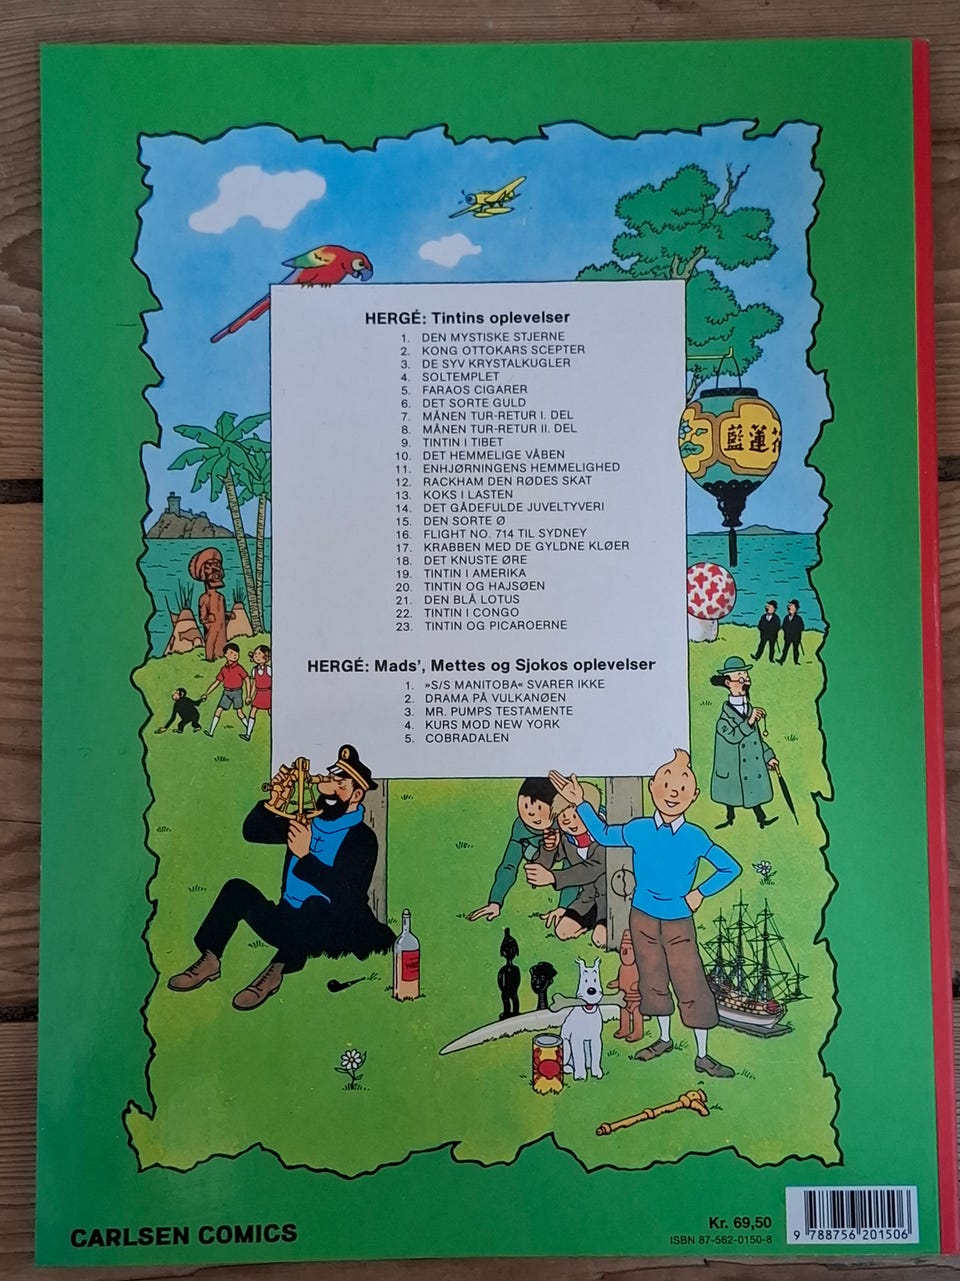 HERGÉ: Tintins oplevelser
1. DEN MYSTISKE STJERNE
2. KONG OTTOKARS SCEPTER
3. DE SYV KRYSTALKUGLER
4. SOLTEMPLET
5. FARAOS CIGARER
6. DET SORTE GULD
7. MÅNEN TUR-RETUR I. DEL
8. MÅNEN TUR-RETUR II. DEL
9. TINTIN I TIBET
10. DET HEMMELIGE VÅBEN
11. ENHJØRNINGENS HEMMELIGHED
12. RACKHAM DEN RØDES SKAT
13. KOKS I LASTEN
14. DET GÅDEFULDE JUVELTYVERI
15. DEN SORTE Ø
16. FLIGHT NO. 714 TIL SYDNEY
17. KRABBEN MED DE GYLDNE KLØER
18. DET KNUSTE ØRE
19. TINTIN I AMERIKA
20. TINTIN OG HAJSØEN
21. DEN BLÅ LOTUS
22. TINTIN I CONGO
23. TINTIN OG PICAROERNE
HERGÉ: Mads', Mettes og Sjokos oplevelser
1. »S/S MANITOBA« SVARER IKKE
2. DRAMA PÅ VULKANØEN
3. MR. PUMPS TESTAMENTE
4. KURS MOD NEW YORK
5. COBRADALEN
藍蓮花
CARLSEN COMICS
Kr. 69,50
ISBN 87-562-0150-8
9 788756 201506